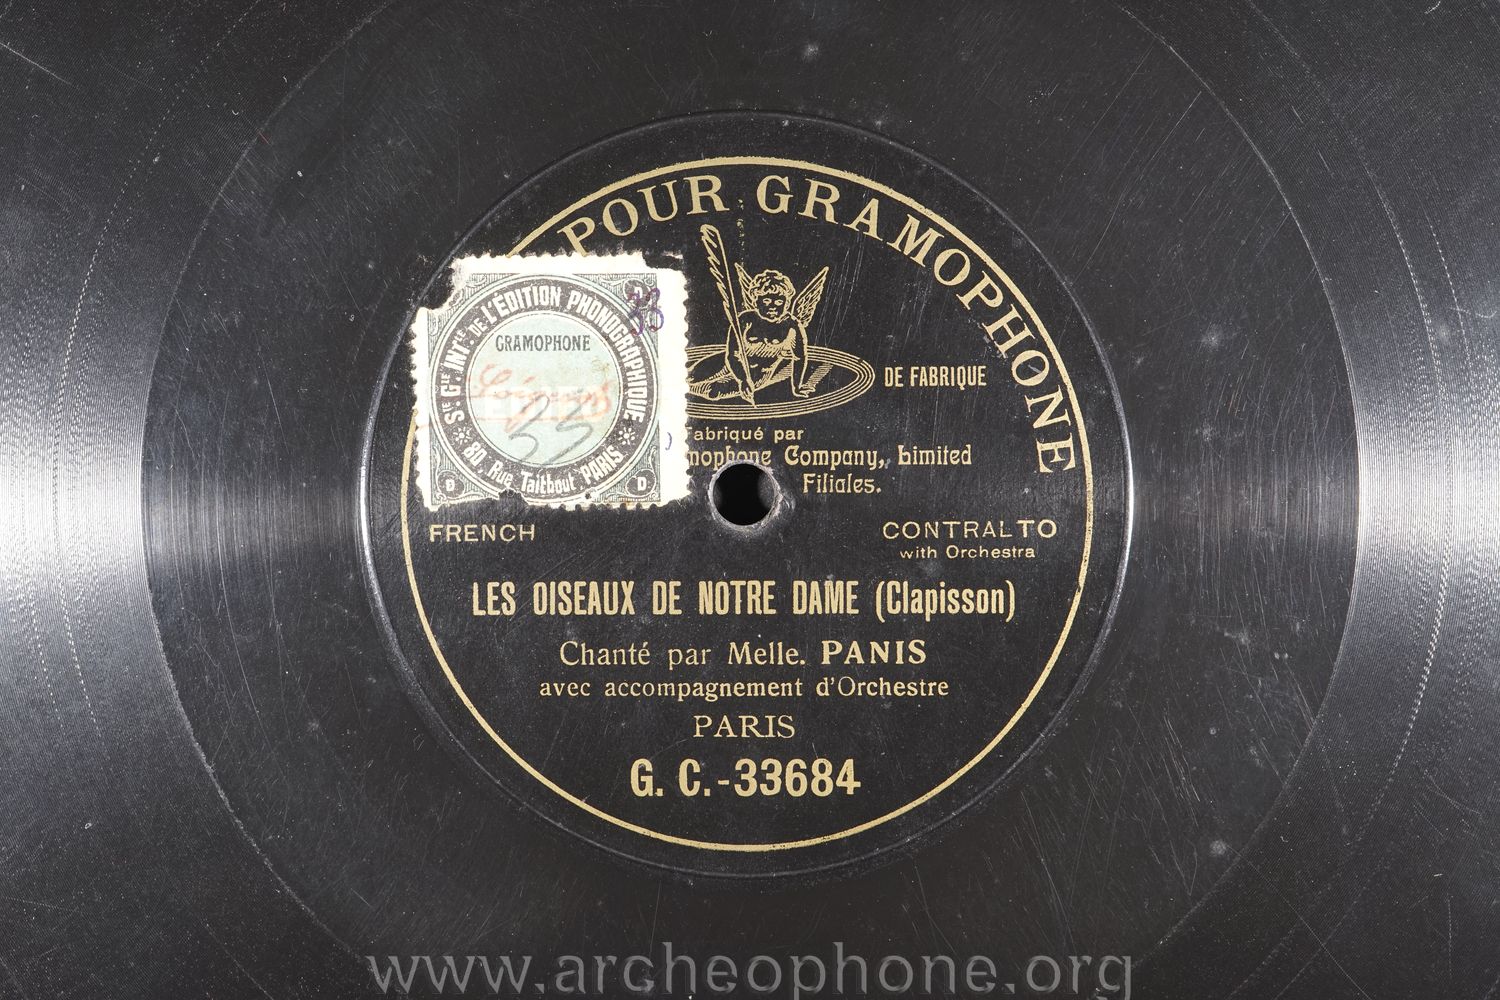 POUR GRAMOPHONE
Sté Gle INTle DE L'ÉDITION PHONOGRAPHIQUE
GRAMOPHONE
33
33
80, Rue Taitbout PARIS
D D
DE FABRIQUE
Fabriqué par
mophone Company, Limited
Filiales.
FRENCH
CONTRALTO
with Orchestra
LES OISEAUX DE NOTRE DAME (Clapisson)
Chanté par Melle. PANIS
avec accompagnement d'Orchestre
PARIS
G. C.-33684
www.archeophone.org